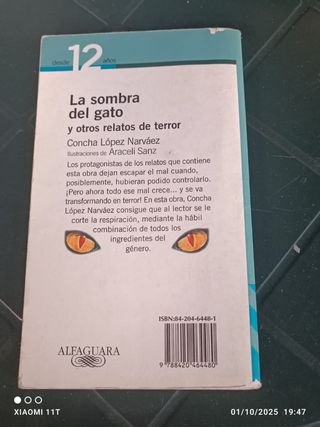 desde 12 años
La sombra
del gato
y otros relatos de terror
Concha López Narváez
Ilustraciones de Araceli Sanz
Los protagonistas de los relatos que contiene
esta obra dejan escapar el mal cuando,
posiblemente, hubieran podido controlarlo.
¡Pero ahora todo ese mal crece... y se va
transformando en terror! En esta obra, Concha
López Narváez consigue que al lector se le
corte la respiración, mediante la hábil
combinación de todos los
ingredientes del
género.
ISBN:84-204-6448-1
ALFAGUARA
9 788420 464480
XIAOMI 11T
01/10/2025 19:47